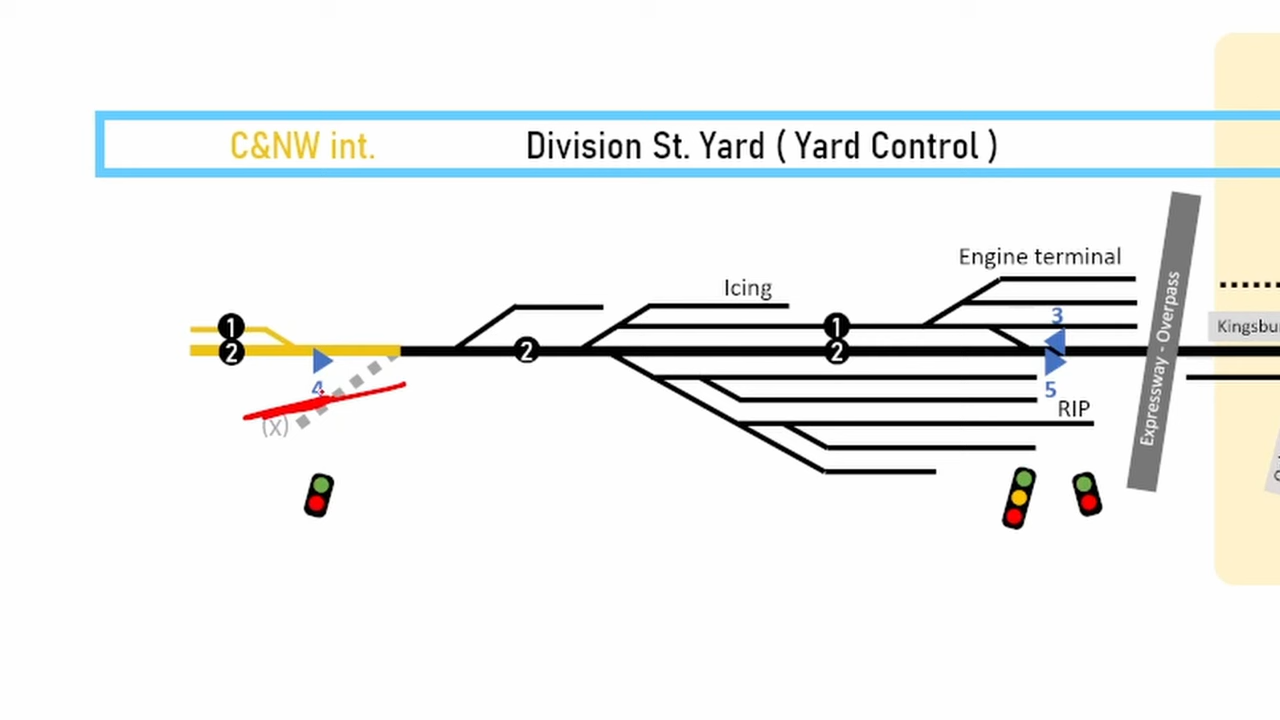 C&NW int.
Division St. Yard ( Yard Control )
Engine terminal
Icing
3
1
1
2
2
2
4
5
RIP
(X)
Expressway - Overpass